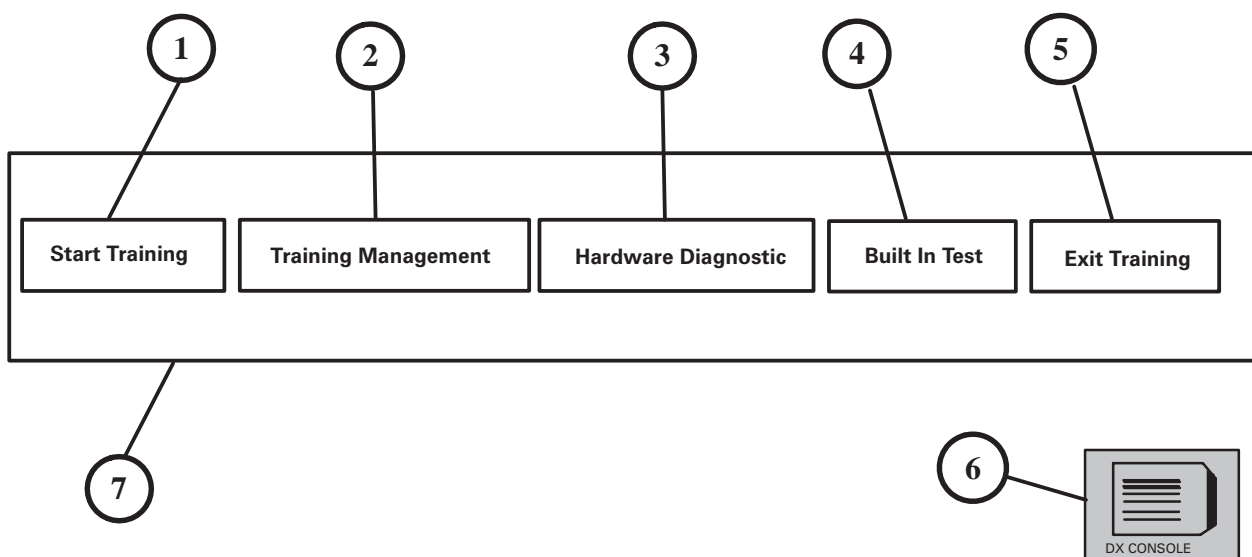 1
2
3
4
5
Start Training
Training Management
Hardware Diagnostic
Built In Test
Exit Training
7
6
DX CONSOLE